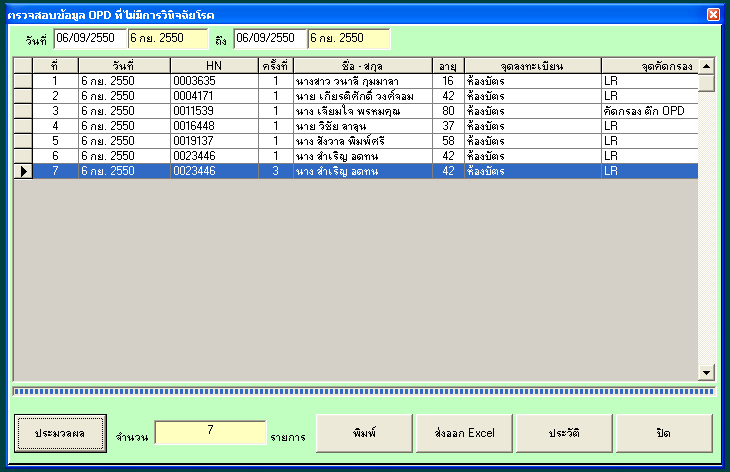 ตรวจสอบข้อมูล OPD ที่ไม่มีการวินิจฉัยโรค
วันที่ 06/09/2550 6 กย. 2550 ถึง 06/09/2550 6 กย. 2550
ที่ วันที่ HN ครั้งที่ ชื่อ - สกุล อายุ จุดลงทะเบียน จุดคัดกรอง
1 6 กย. 2550 0003635 1 นางสาว วนาลี กุมมาลา 16 ห้องบัตร LR
2 6 กย. 2550 0004171 1 นาย เกียรติศักดิ์ วงศ์จอม 42 ห้องบัตร LR
3 6 กย. 2550 0011539 1 นาง เจียมใจ พรหมคุณ 80 ห้องบัตร คัดกรอง ตึก OPD
4 6 กย. 2550 0016448 1 นาย วิชัย ลาลุน 37 ห้องบัตร LR
5 6 กย. 2550 0019137 1 นาง สังวาล พิมพ์ศรี 58 ห้องบัตร LR
6 6 กย. 2550 0023446 1 นาง สำเริญ อดทน 42 ห้องบัตร LR
7 6 กย. 2550 0023446 3 นาง สำเริญ อดทน 42 ห้องบัตร LR
ประมวลผล จำนวน 7 รายการ พิมพ์ ส่งออก Excel ประวัติ ปิด